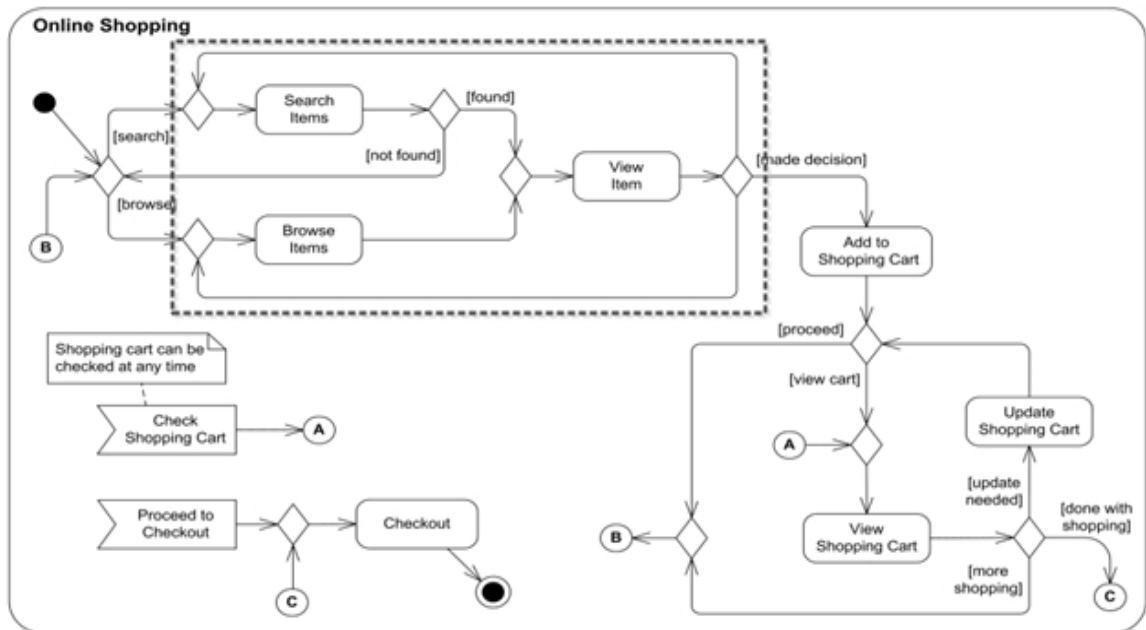 Online Shopping
Search
Items
[found]
[search]
[not found]
[made decision]
View
Item
[browse]
B
Browse
Items
Add to
Shopping Cart
[proceed]
Shopping cart can be
checked at any time
[view cart]
Check
Shopping Cart
A
A
Update
Shopping Cart
[update
needed]
[done with
shopping]
Proceed to
Checkout
Checkout
B
View
Shopping Cart
[more
shopping]
C
C